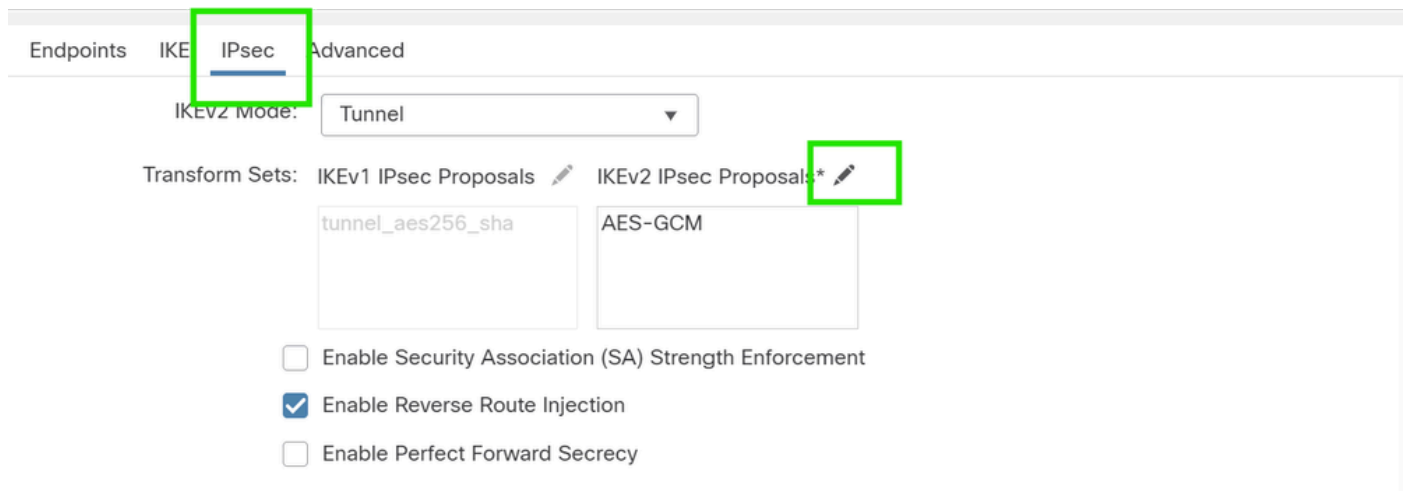 Endpoints IKE IPsec Advanced
IKEv2 Mode: Tunnel
Transform Sets: IKEv1 IPsec Proposals IKEv2 IPsec Proposals*
tunnel_aes256_sha AES-GCM
Enable Security Association (SA) Strength Enforcement
Enable Reverse Route Injection
Enable Perfect Forward Secrecy